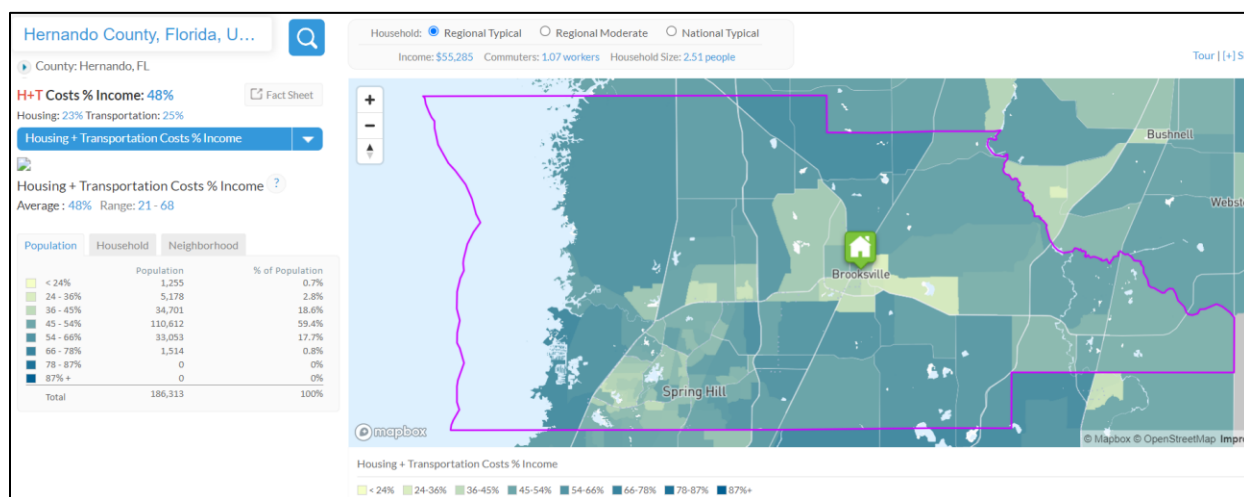 Hernando County, Florida, U…
County: Hernando, FL
H+T Costs % Income: 48%
Fact Sheet
Housing: 23% Transportation: 25%
Housing + Transportation Costs % Income
Housing + Transportation Costs % Income ?
Average : 48% Range: 21 - 68
Population Household Neighborhood
Population % of Population
< 24% 1,255 0.7%
24 - 36% 5,178 2.8%
36 - 45% 34,701 18.6%
45 - 54% 110,612 59.4%
54 - 66% 33,053 17.7%
66 - 78% 1,514 0.8%
78 - 87% 0 0%
87% + 0 0%
Total 186,313 100%
Household: Regional Typical Regional Moderate National Typical
Income: $55,285 Commuters: 1.07 workers Household Size: 2.51 people
Tour | [+] S
+
−
Bushnell
Webst
Brooksville
Spring Hill
mapbox
© Mapbox © OpenStreetMap Impre
Housing + Transportation Costs % Income
< 24% 24-36% 36-45% 45-54% 54-66% 66-78% 78-87% 87%+